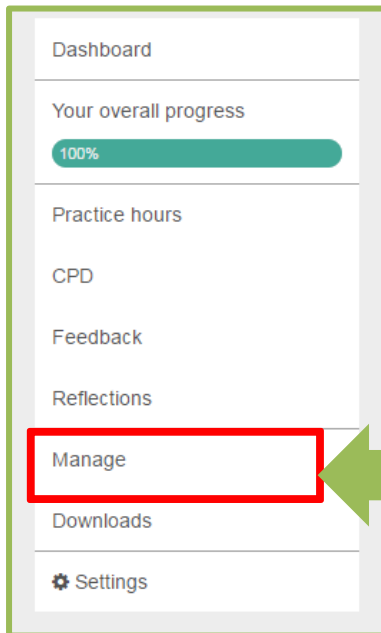 Dashboard
Your overall progress
100%
Practice hours
CPD
Feedback
Reflections
Manage
Downloads
Settings